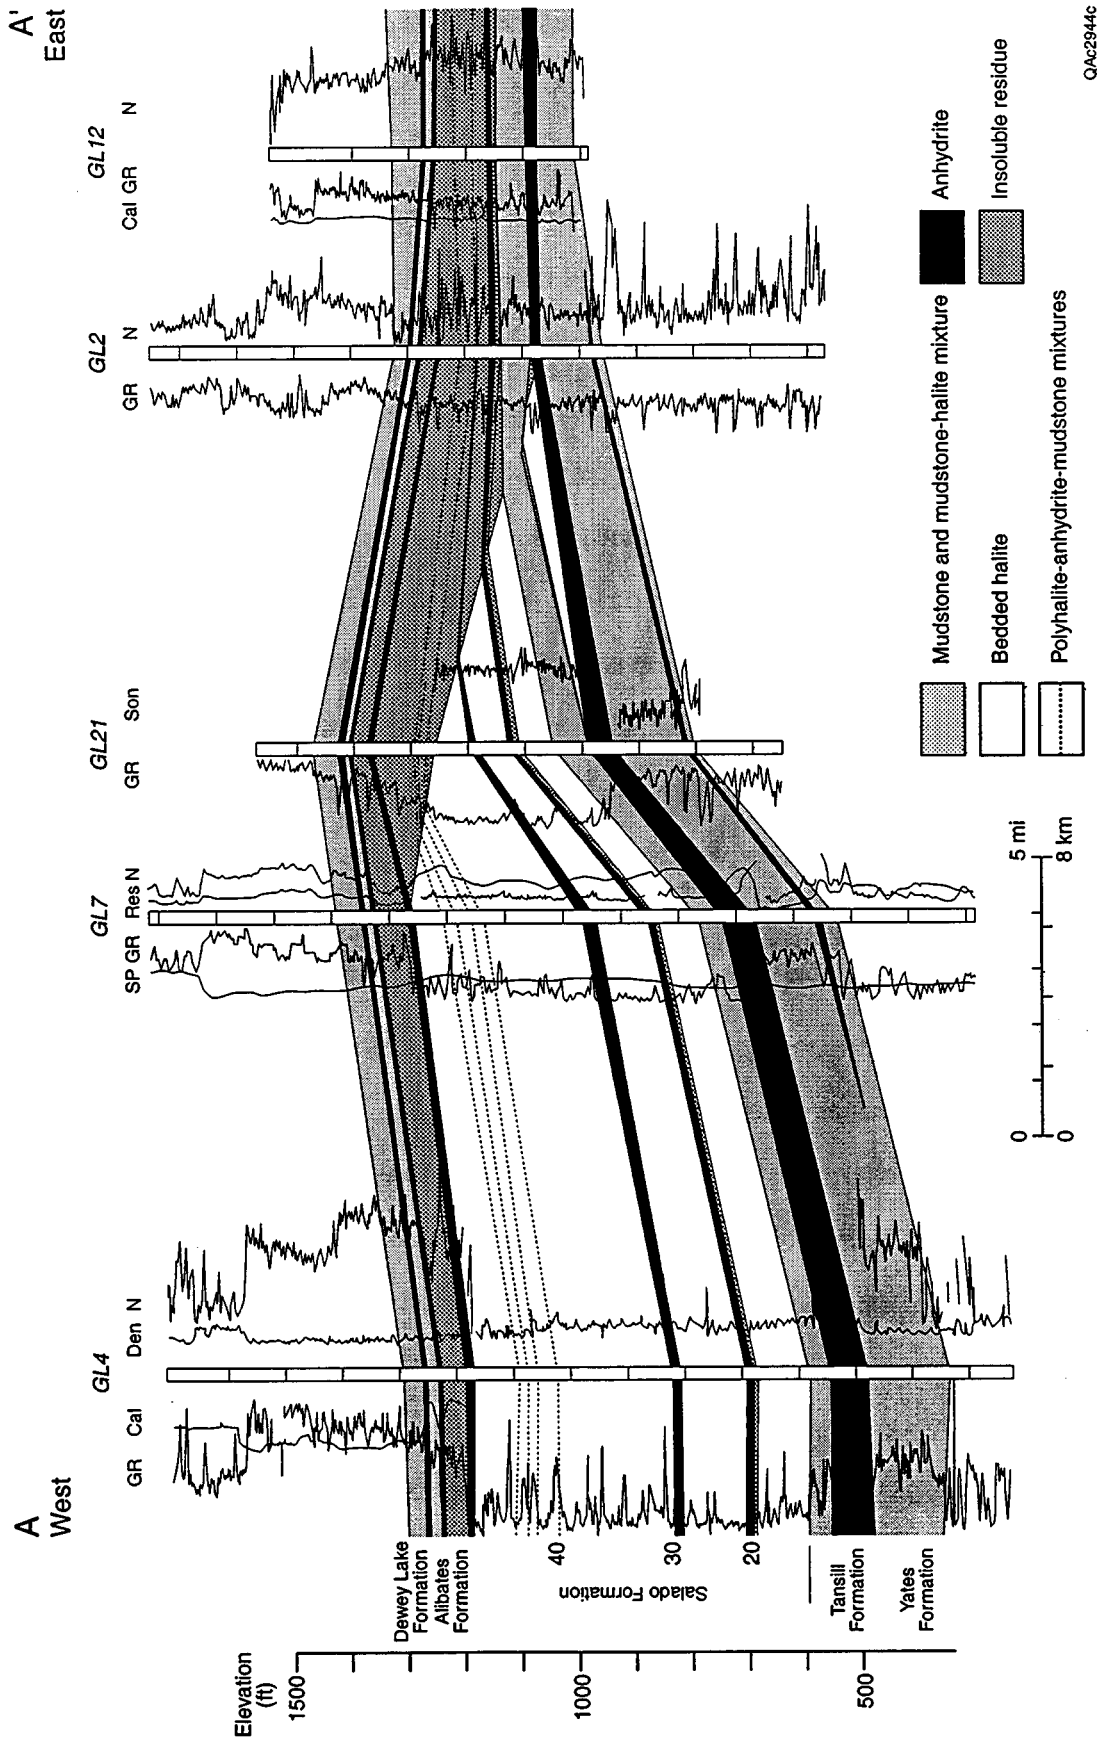 A
West
A'
East
GL4
GL7
GL21
GL2
GL12
GR
Cal
Den
N
SP
GR
Res
N
GR
Son
GR
N
Cal
GR
N
Elevation
(ft)
1500
1000
500
Dewey Lake
Formation
Alibates
Formation
Salado Formation
40
30
20
Tansill
Formation
Yates
Formation
0
5 mi
0
8 km
Mudstone and mudstone-halite mixture
Bedded halite
Polyhalite-anhydrite-mudstone mixtures
Anhydrite
Insoluble residue
QAc2944c